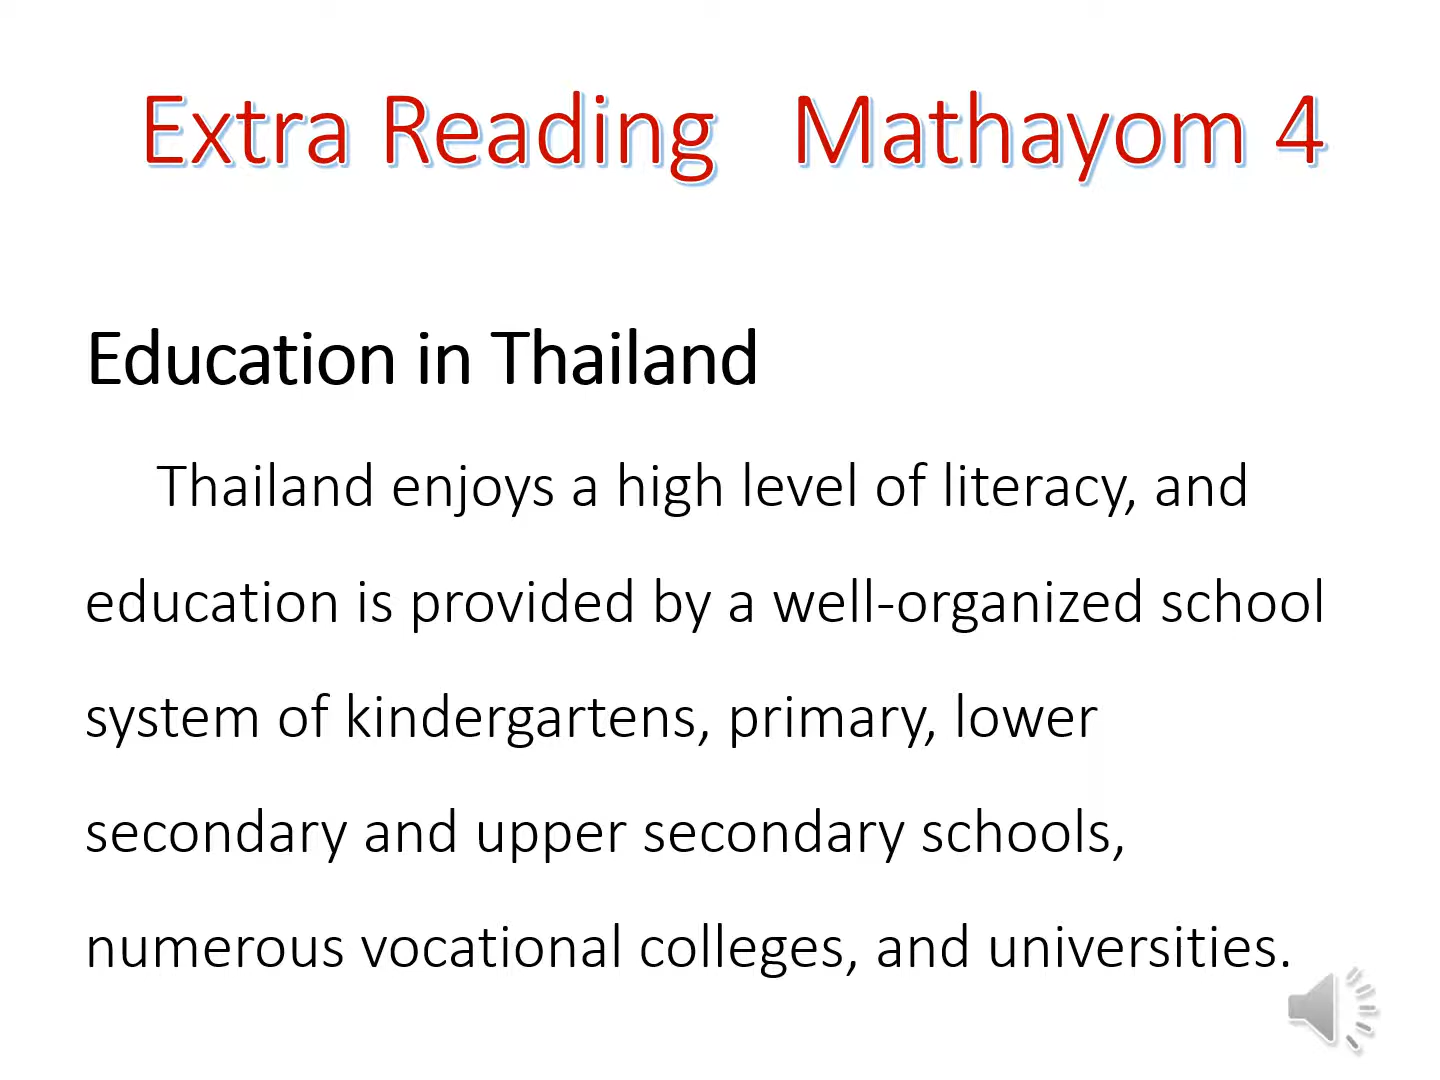 Extra Reading Mathayom 4
Education in Thailand
Thailand enjoys a high level of literacy, and
education is provided by a well-organized school
system of kindergartens, primary, lower
secondary and upper secondary schools,
numerous vocational colleges, and universities.